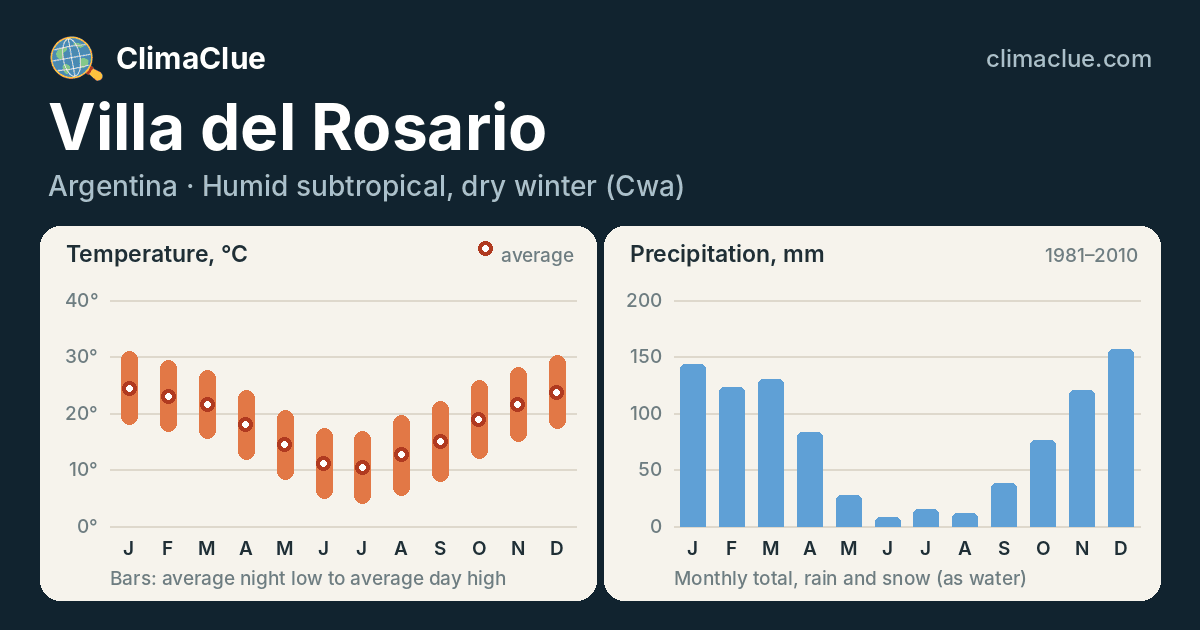 ClimaClue
climaclue.com
Villa del Rosario
Argentina · Humid subtropical, dry winter (Cwa)
Temperature, °C
average
40°
30°
20°
10°
0°
J F M A M J J A S O N D
Bars: average night low to average day high
Precipitation, mm
1981–2010
200
150
100
50
0
J F M A M J J A S O N D
Monthly total, rain and snow (as water)